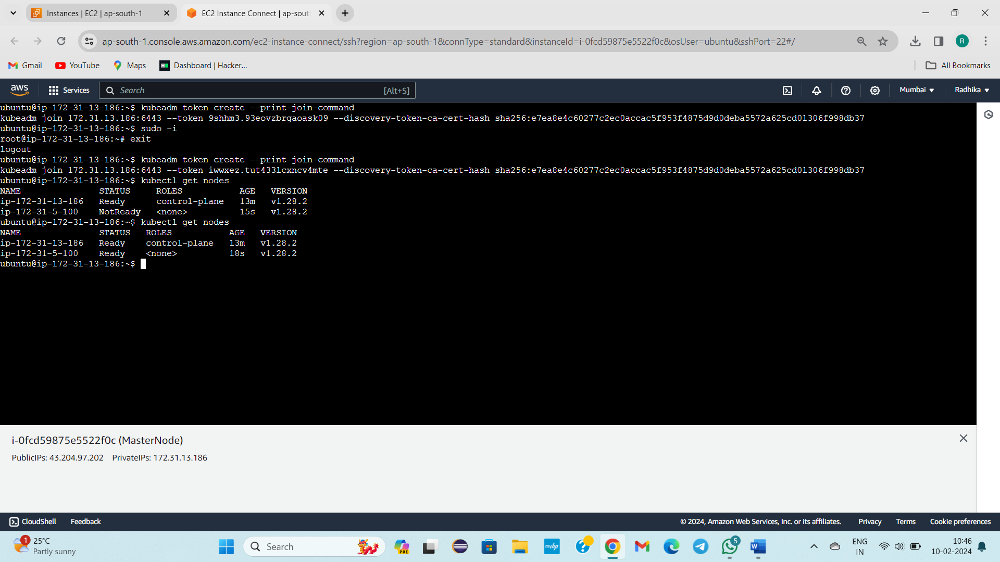 Instances | EC2 | ap-south-1
EC2 Instance Connect | ap-sout
ap-south-1.console.aws.amazon.com/ec2-instance-connect/ssh?region=ap-south-1&connType=standard&instanceId=i-0fcd59875e5522f0c&osUser=ubuntu&sshPort=22#/
R
Gmail YouTube Maps Dashboard | Hacker... All Bookmarks
aws Services Search [Alt+S] Mumbai Radhika
ubuntu@ip-172-31-13-186:~$ kubeadm token create --print-join-command
kubeadm join 172.31.13.186:6443 --token 9shhm3.93eovzbrgaoask09 --discovery-token-ca-cert-hash sha256:e7ea8e4c60277c2ec0accac5f953f4875d9d0deba5572a625cd01306f998db37
ubuntu@ip-172-31-13-186:~$ sudo -i
root@ip-172-31-13-186:~# exit
logout
ubuntu@ip-172-31-13-186:~$ kubeadm token create --print-join-command
kubeadm join 172.31.13.186:6443 --token iwwxez.tut433lcxncv4mte --discovery-token-ca-cert-hash sha256:e7ea8e4c60277c2ec0accac5f953f4875d9d0deba5572a625cd01306f998db37
ubuntu@ip-172-31-13-186:~$ kubectl get nodes
NAME STATUS ROLES AGE VERSION
ip-172-31-13-186 Ready control-plane 13m v1.28.2
ip-172-31-5-100 NotReady <none> 15s v1.28.2
ubuntu@ip-172-31-13-186:~$ kubectl get nodes
NAME STATUS ROLES AGE VERSION
ip-172-31-13-186 Ready control-plane 13m v1.28.2
ip-172-31-5-100 Ready <none> 18s v1.28.2
ubuntu@ip-172-31-13-186:~$
i-0fcd59875e5522f0c (MasterNode)
PublicIPs: 43.204.97.202 PrivateIPs: 172.31.13.186
CloudShell Feedback © 2024, Amazon Web Services, Inc. or its affiliates. Privacy Terms Cookie preferences
1 25°C
Partly sunny
Search
PRE
myhp
5
W
ENG
IN
10:46
10-02-2024